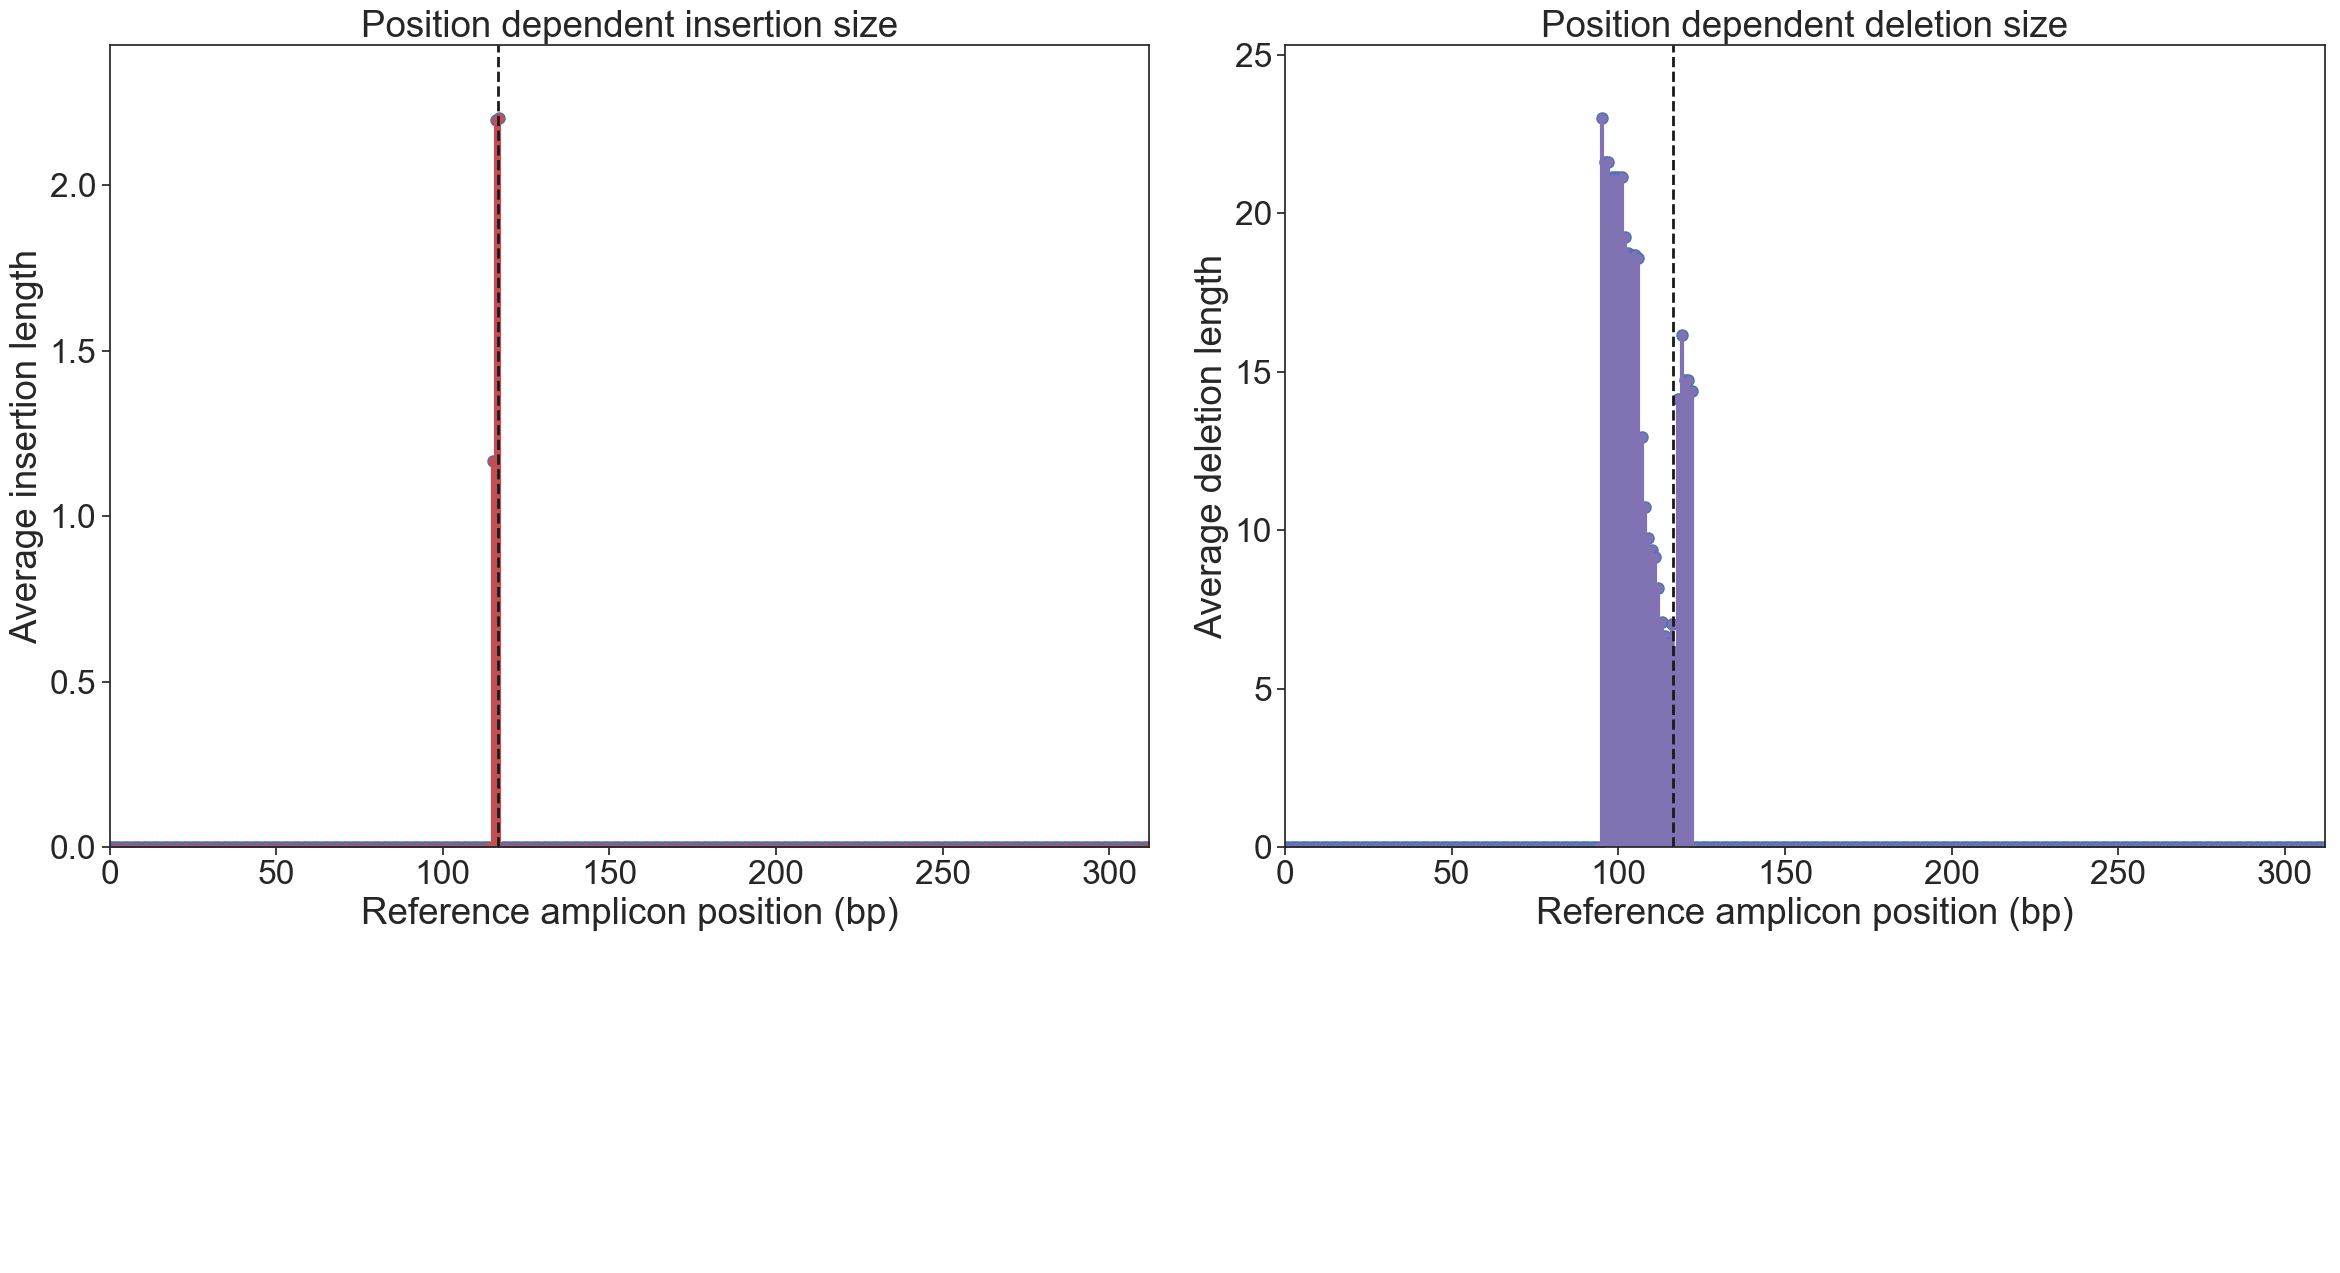 Position dependent insertion size
Average insertion length
2.0
1.5
1.0
0.5
0.0
0 50 100 150 200 250 300
Reference amplicon position (bp)
Position dependent deletion size
Average deletion length
25
20
15
10
5
0
0 50 100 150 200 250 300
Reference amplicon position (bp)